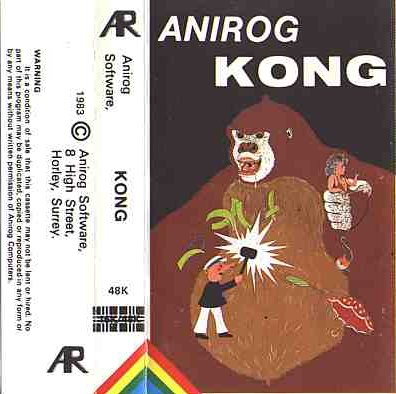 WARNING
It is a condition of sale that this cassette may not be lent or hired. No
part of this program may be duplicated, copied or reproduced in any form or
by any means without written permission of Anirog Computers.
AR
Anirog
Software,
KONG
1983 © Anirog Software,
8 High Street,
Horley, Surrey.
48K
AR
ANIROG
KONG